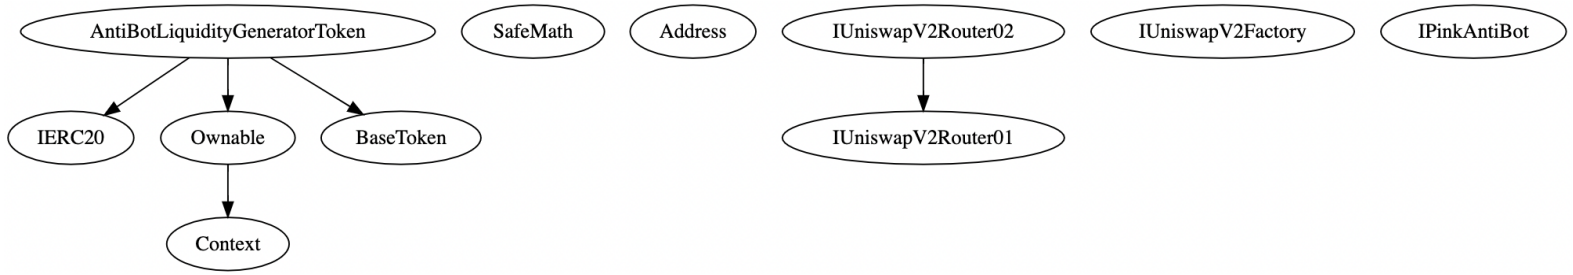 AntiBotLiquidityGeneratorToken
SafeMath
Address
IUniswapV2Router02
IUniswapV2Factory
IPinkAntiBot
IERC20
Ownable
BaseToken
IUniswapV2Router01
Context